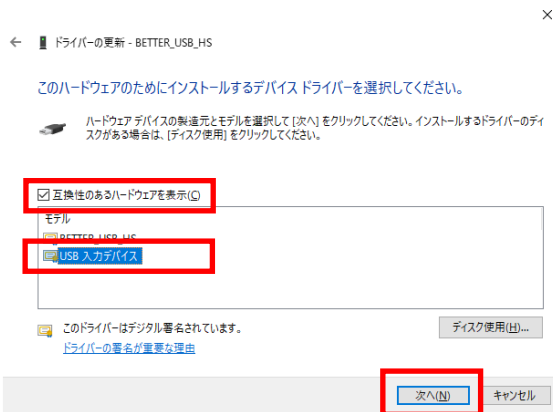 ドライバーの更新 - BETTER_USB_HS
このハードウェアのためにインストールするデバイス ドライバーを選択してください。
ハードウェア デバイスの製造元とモデルを選択して [次へ] をクリックしてください。インストールするドライバーのディ
スクがある場合は、[ディスク使用] をクリックしてください。
互換性のあるハードウェアを表示(C)
モデル
BETTER_USB_HS
USB 入力デバイス
このドライバーはデジタル署名されています。
ディスク使用(H)...
ドライバーの署名が重要な理由
次へ(N)
キャンセル